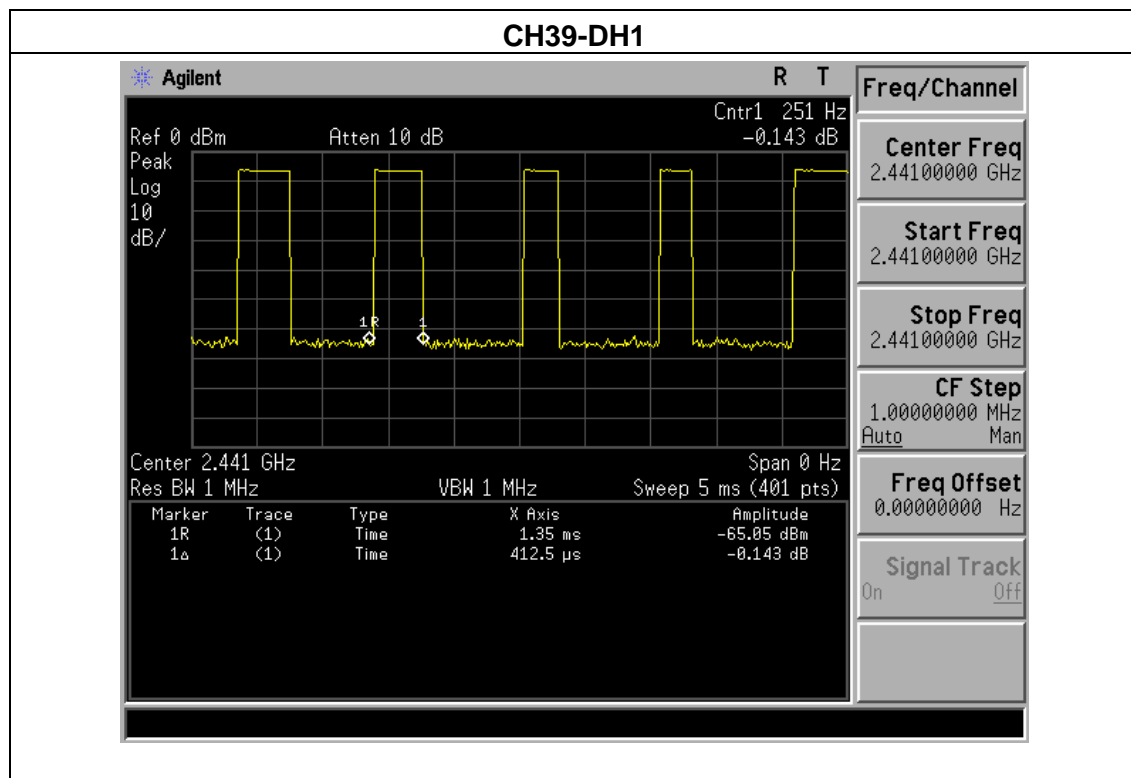 CH39-DH1
Agilent R T
Cntr1 251 Hz
Ref 0 dBm Atten 10 dB −0.143 dB
Peak
Log
10
dB/
1R 1
Center 2.441 GHz Span 0 Hz
Res BW 1 MHz VBW 1 MHz Sweep 5 ms (401 pts)
Marker Trace Type X Axis Amplitude
1R (1) Time 1.35 ms −65.05 dBm
1Δ (1) Time 412.5 µs −0.143 dB
Freq/Channel
Center Freq
2.44100000 GHz
Start Freq
2.44100000 GHz
Stop Freq
2.44100000 GHz
CF Step
1.00000000 MHz
Auto Man
Freq Offset
0.00000000 Hz
Signal Track
On Off